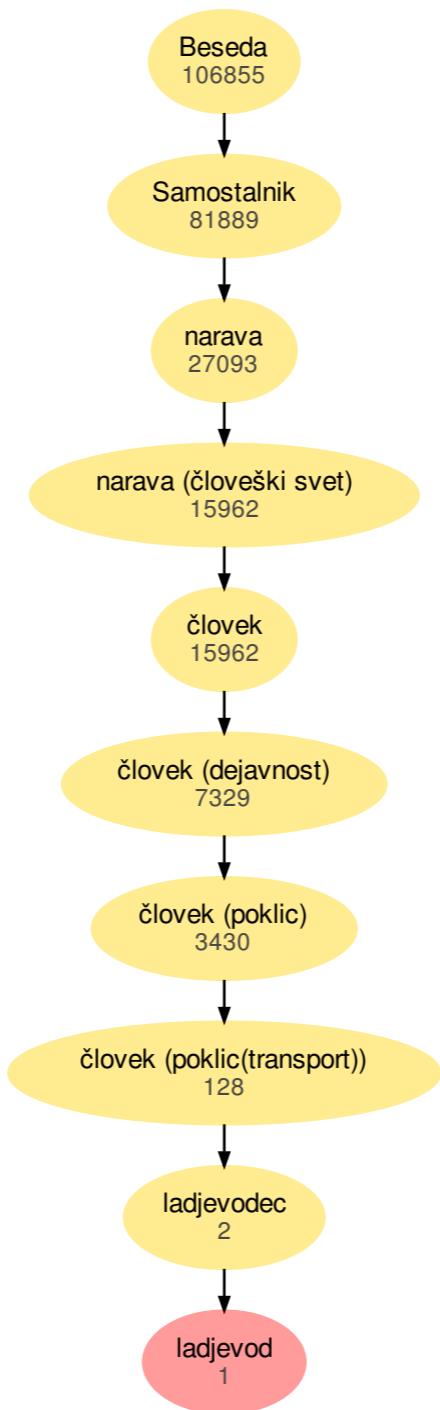 Beseda
106855
Samostalnik
81889
narava
27093
narava (človeški svet)
15962
človek
15962
človek (dejavnost)
7329
človek (poklic)
3430
človek (poklic(transport))
128
ladjevodec
2
ladjevod
1